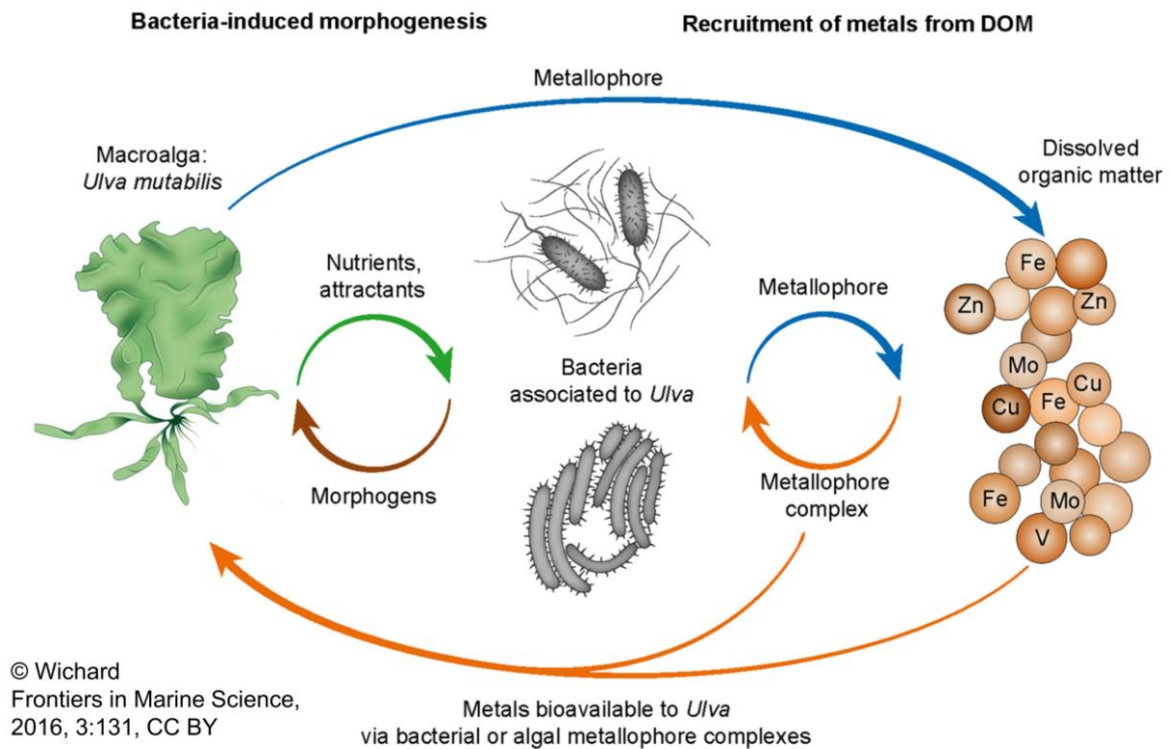 Bacteria-induced morphogenesis
Recruitment of metals from DOM
Metallophore
Macroalga:
Ulva mutabilis
Dissolved
organic matter
Nutrients,
attractants
Metallophore
Bacteria
associated to Ulva
Morphogens
Metallophore
complex
Fe
Zn
Zn
Mo
Cu
Cu
Fe
Fe
Mo
V
© Wichard
Frontiers in Marine Science,
2016, 3:131, CC BY
Metals bioavailable to Ulva
via bacterial or algal metallophore complexes